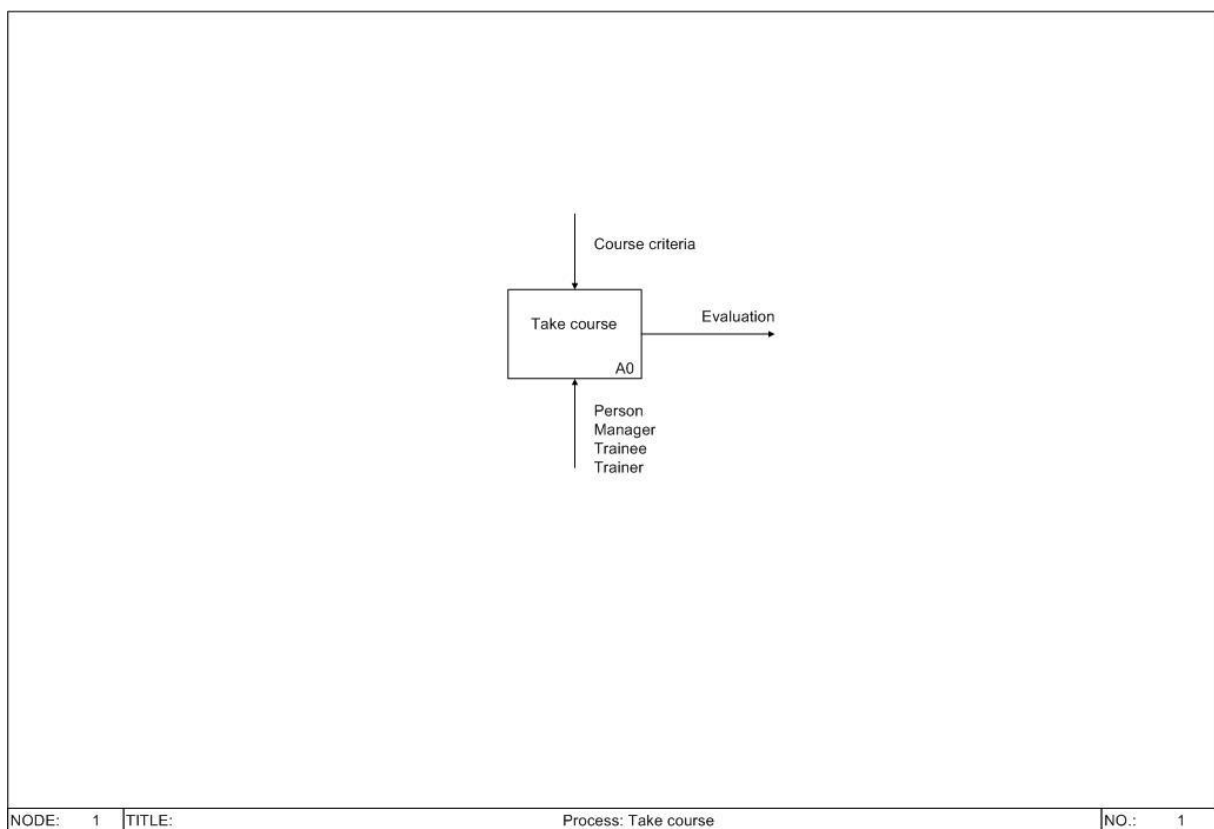 Course criteria
Take course
A0
Evaluation
Person
Manager
Trainee
Trainer
NODE: 1 TITLE: Process: Take course NO.: 1